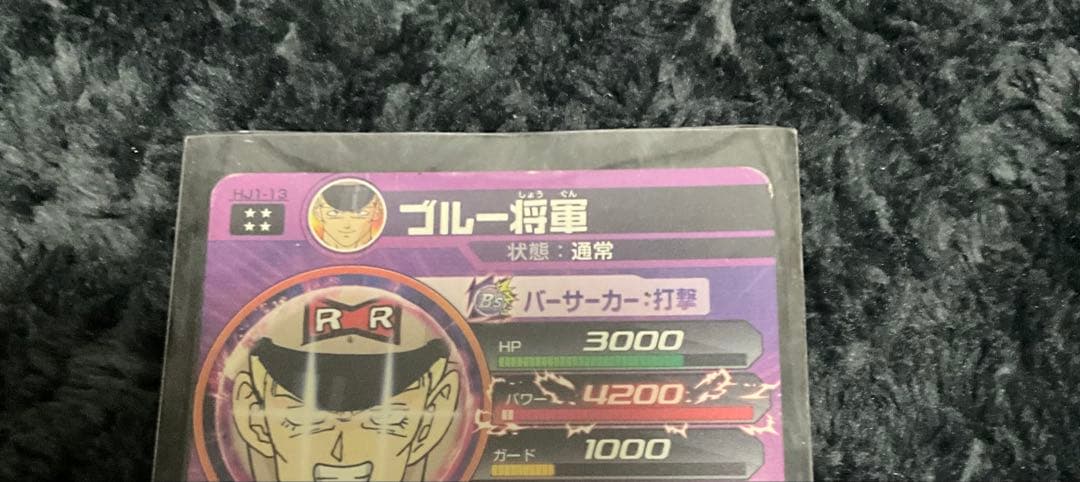 HJ1-13
★★
★★
しょう ぐん
ブルー将軍
状態：通常
Bs バーサーカー：打撃
R R
HP 3000
パワー 4200
ガード 1000